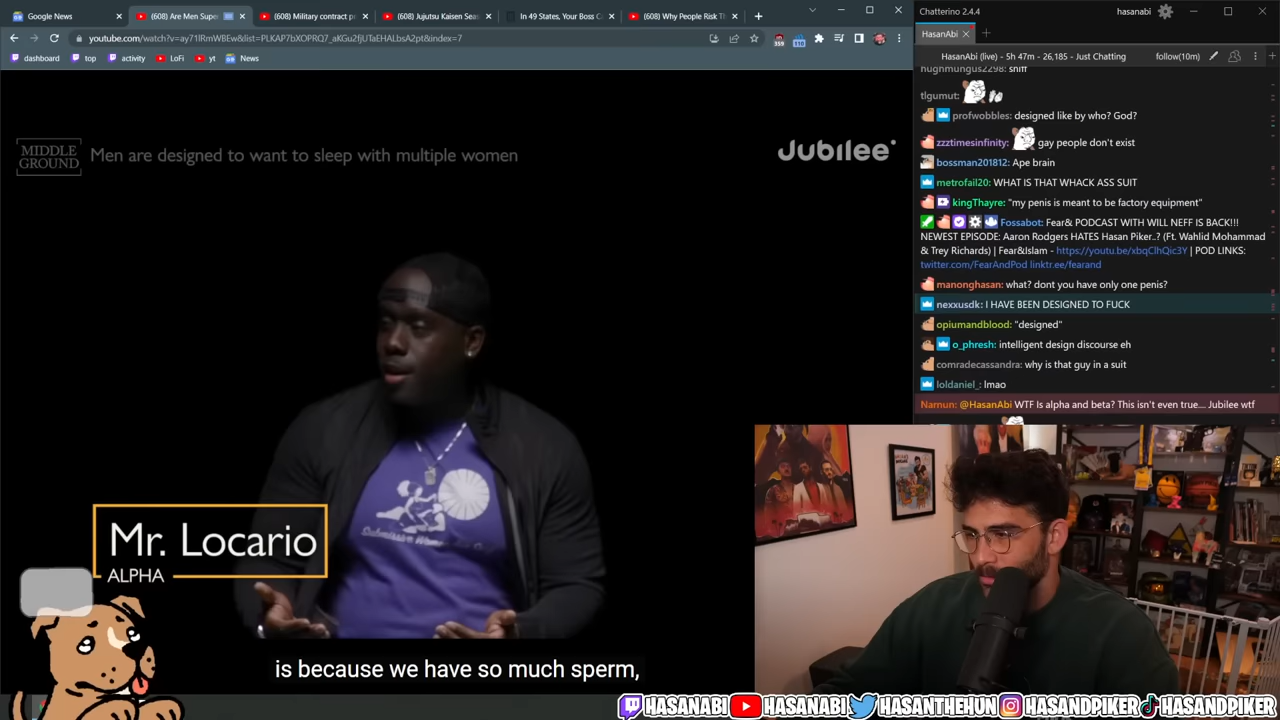 Google News
(608) Are Men Supe
(608) Military contract p
(608) Jujutsu Kaisen Seas
In 49 States, Your Boss C
(608) Why People Risk Th
youtube.com/watch?v=ay71lRmWBEw&list=PLKAP7bXOPRQ7_aKGu2fjUTaEHALbsA2pt&index=7
dashboard
top
activity
LoFi
yt
News
MIDDLE
GROUND
Men are designed to want to sleep with multiple women
Jubilee
Mr. Locario
ALPHA
is because we have so much sperm,
Chatterino 2.4.4
hasanabi
HasanAbi
HasanAbi (live) - 5h 47m - 26,185 - Just Chatting
follow(10m)
hughmungus2298: sniff
tlgumut:
profwobbles: designed like by who? God?
zzztimesinfinity: gay people don't exist
bossman201812: Ape brain
metrofail20: WHAT IS THAT WHACK ASS SUIT
kingThayre: "my penis is meant to be factory equipment"
Fossabot: Fear& PODCAST WITH WILL NEFF IS BACK!!!
NEWEST EPISODE: Aaron Rodgers HATES Hasan Piker..? (Ft. Wahlid Mohammad
& Trey Richards) | Fear&Islam - https://youtu.be/xbqClhQic3Y | POD LINKS:
twitter.com/FearAndPod linktr.ee/fearand
manonghasan: what? dont you have only one penis?
nexxusdk: I HAVE BEEN DESIGNED TO FUCK
opiumandblood: "designed"
o_phresh: intelligent design discourse eh
comradecassandra: why is that guy in a suit
loldaniel_: lmao
Narnun: @HasanAbi WTF Is alpha and beta? This isn't even true.... Jubilee wtf
HASANABI
HASANABI
HASANTHEHUN
HASANDPIKER
HASANDPIKER